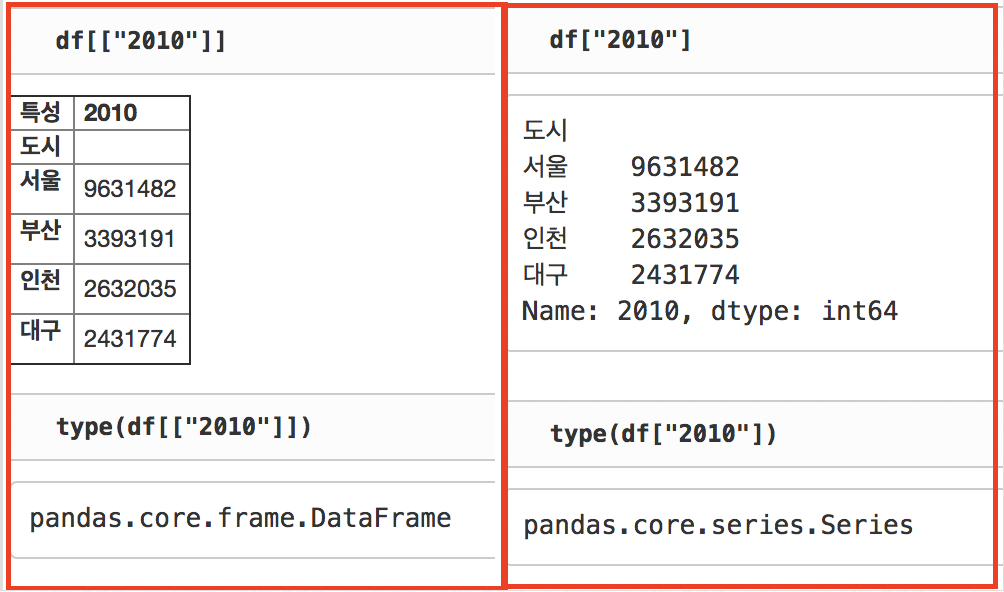 df[["2010"]]
특성 2010
도시
서울 9631482
부산 3393191
인천 2632035
대구 2431774
type(df[["2010"]])
pandas.core.frame.DataFrame
df["2010"]
도시
서울 9631482
부산 3393191
인천 2632035
대구 2431774
Name: 2010, dtype: int64
type(df["2010"])
pandas.core.series.Series